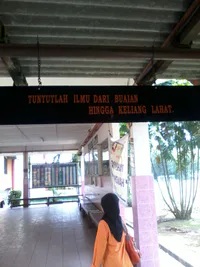 TUNTUTLAH ILMU DARI BUAIAN
HINGGA KELIANG LAHAT.